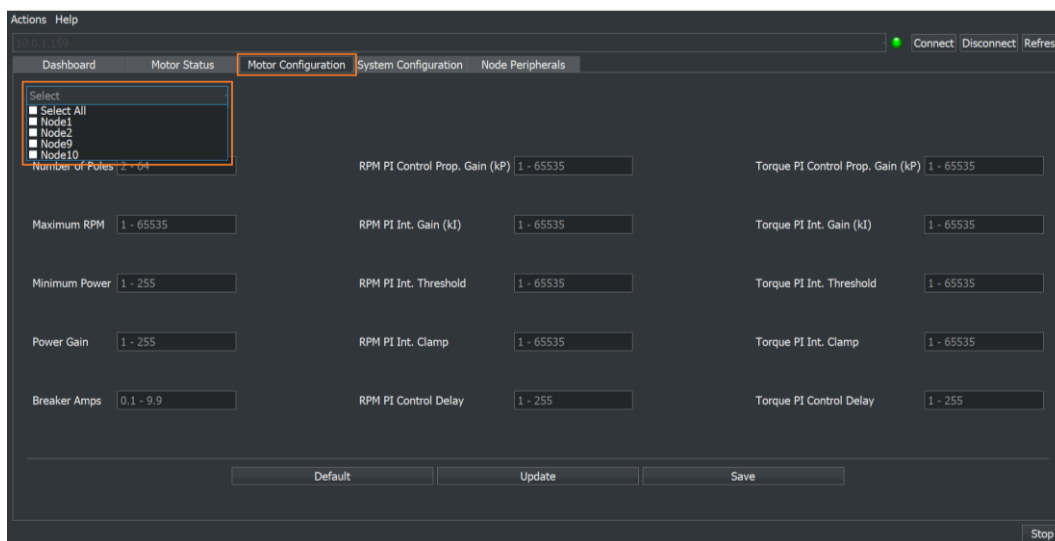 Actions Help
10.0.1.159 Connect Disconnect Refres
Dashboard Motor Status Motor Configuration System Configuration Node Peripherals
Select
Select All
Node1
Node2
Node9
Node10
Number of Poles 2 - 64 RPM PI Control Prop. Gain (kP) 1 - 65535 Torque PI Control Prop. Gain (kP) 1 - 65535
Maximum RPM 1 - 65535 RPM PI Int. Gain (kI) 1 - 65535 Torque PI Int. Gain (kI) 1 - 65535
Minimum Power 1 - 255 RPM PI Int. Threshold 1 - 65535 Torque PI Int. Threshold 1 - 65535
Power Gain 1 - 255 RPM PI Int. Clamp 1 - 65535 Torque PI Int. Clamp 1 - 65535
Breaker Amps 0.1 - 9.9 RPM PI Control Delay 1 - 255 Torque PI Control Delay 1 - 255
Default Update Save
Stop